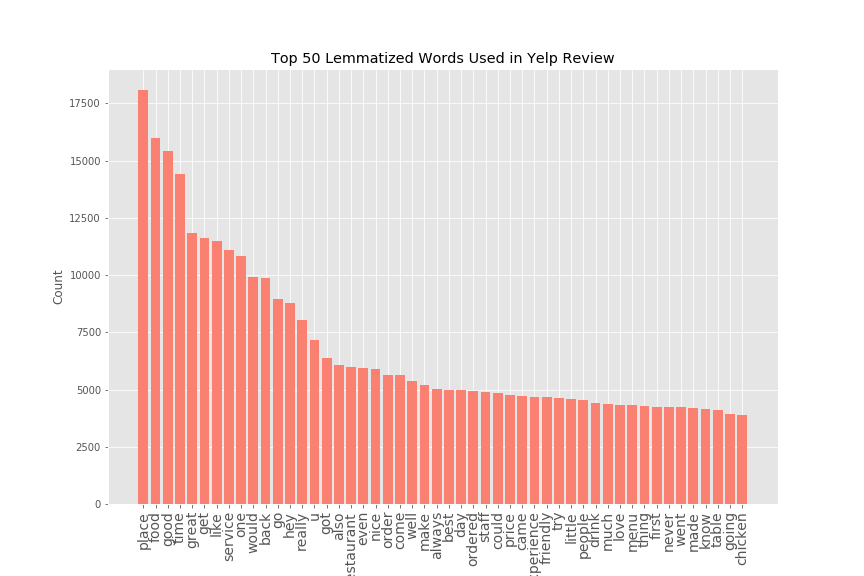 Top 50 Lemmatized Words Used in Yelp Review
Count
17500
15000
12500
10000
7500
5000
2500
0
place
food
good
time
great
get
like
service
one
would
back
go
hey
really
u
got
also
estaurant
even
nice
order
come
well
make
always
best
day
ordered
staff
could
price
came
xperience
friendly
try
little
people
drink
much
love
menu
thing
first
never
went
made
know
table
going
chicken